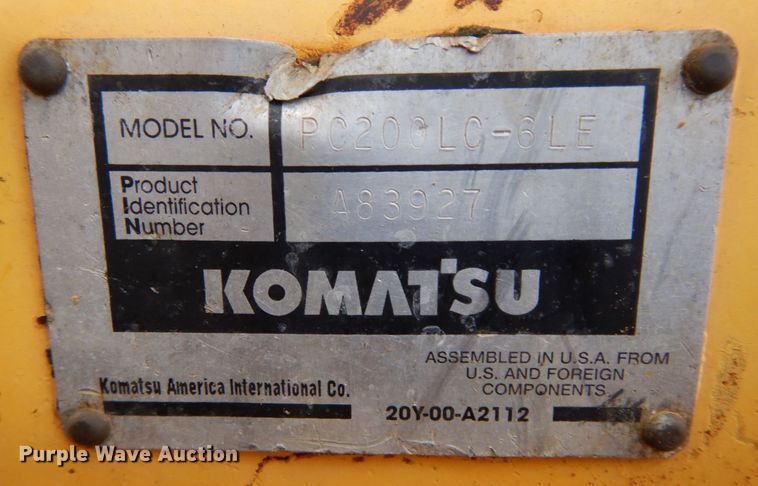 MODEL NO. PC200LC-6LE
Product
Identification
Number A83927
KOMATSU
ASSEMBLED IN U.S.A. FROM
U.S. AND FOREIGN
COMPONENTS
Komatsu America International Co.
20Y-00-A2112
Purple Wave Auction